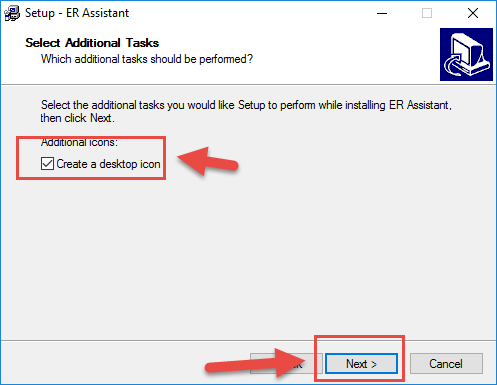 Setup - ER Assistant
Select Additional Tasks
Which additional tasks should be performed?
Select the additional tasks you would like Setup to perform while installing ER Assistant,
then click Next.
Additional icons:
Create a desktop icon
Next >
Cancel